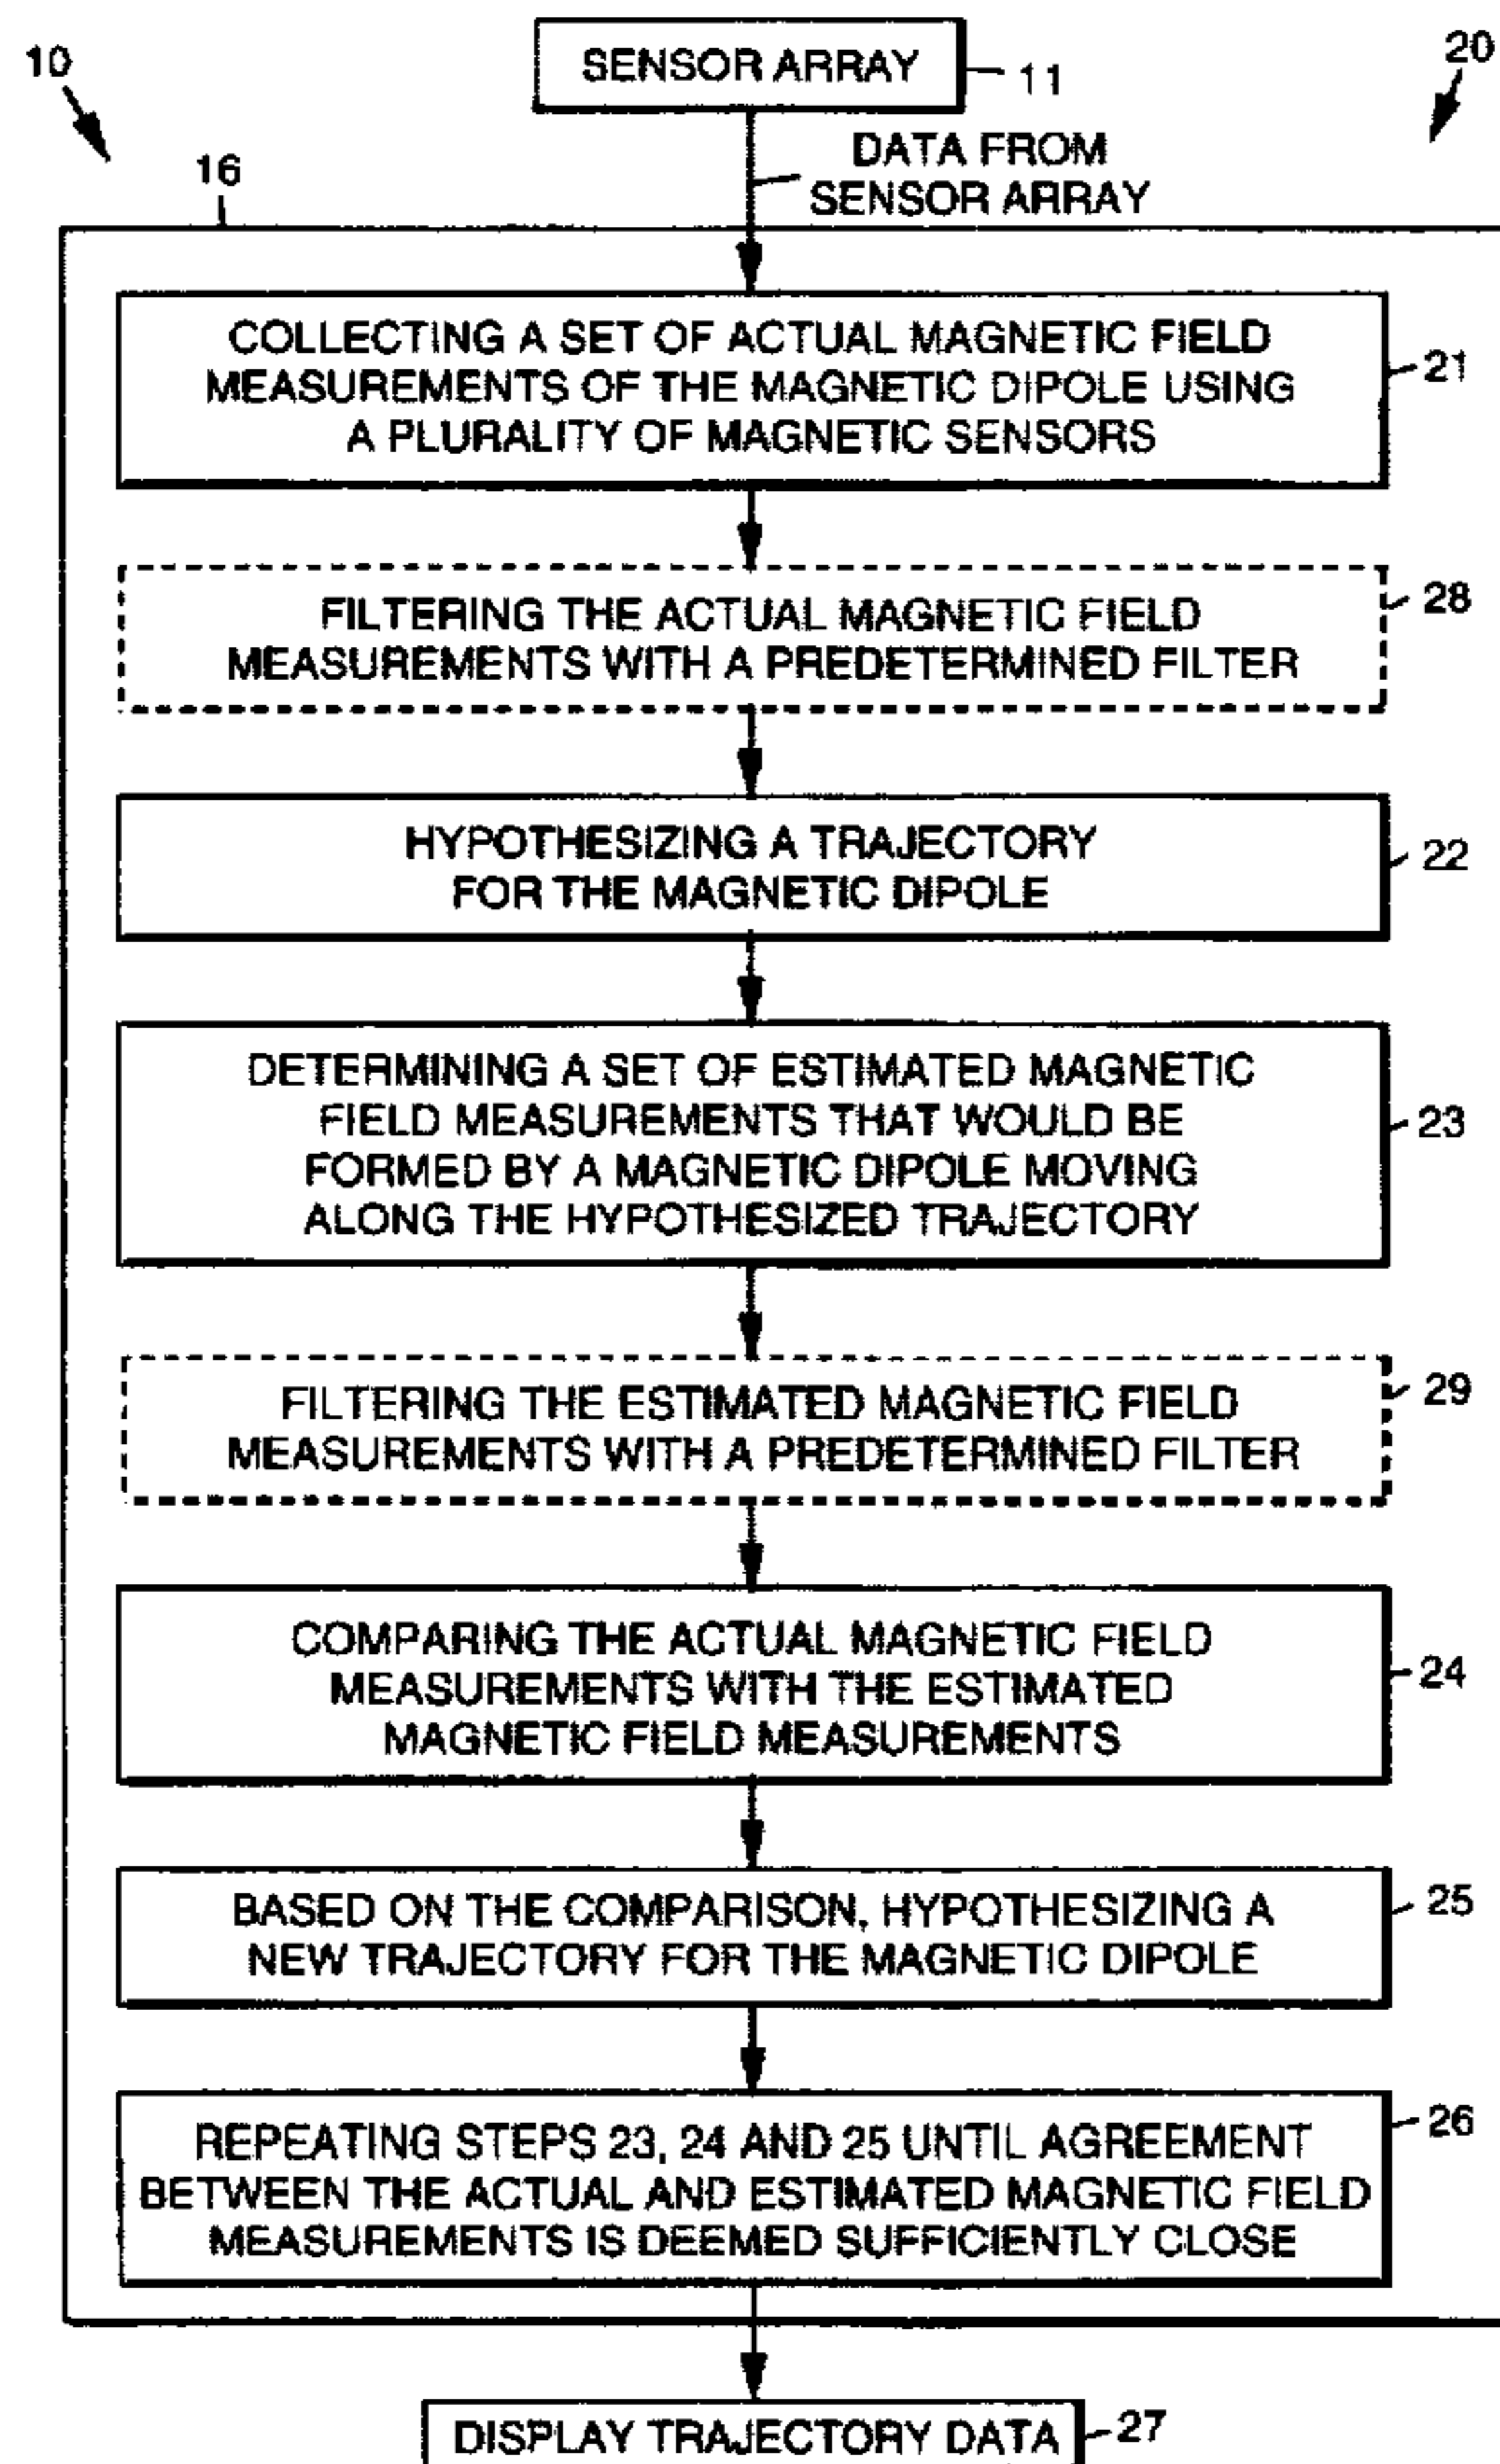 10
SENSOR ARRAY
11
20
DATA FROM
SENSOR ARRAY
16
COLLECTING A SET OF ACTUAL MAGNETIC FIELD
MEASUREMENTS OF THE MAGNETIC DIPOLE USING
A PLURALITY OF MAGNETIC SENSORS
21
FILTERING THE ACTUAL MAGNETIC FIELD
MEASUREMENTS WITH A PREDETERMINED FILTER
28
HYPOTHESIZING A TRAJECTORY
FOR THE MAGNETIC DIPOLE
22
DETERMINING A SET OF ESTIMATED MAGNETIC
FIELD MEASUREMENTS THAT WOULD BE
FORMED BY A MAGNETIC DIPOLE MOVING
ALONG THE HYPOTHESIZED TRAJECTORY
23
FILTERING THE ESTIMATED MAGNETIC FIELD
MEASUREMENTS WITH A PREDETERMINED FILTER
29
COMPARING THE ACTUAL MAGNETIC FIELD
MEASUREMENTS WITH THE ESTIMATED
MAGNETIC FIELD MEASUREMENTS
24
BASED ON THE COMPARISON, HYPOTHESIZING A
NEW TRAJECTORY FOR THE MAGNETIC DIPOLE
25
REPEATING STEPS 23, 24 AND 25 UNTIL AGREEMENT
BETWEEN THE ACTUAL AND ESTIMATED MAGNETIC FIELD
MEASUREMENTS IS DEEMED SUFFICIENTLY CLOSE
26
DISPLAY TRAJECTORY DATA
27